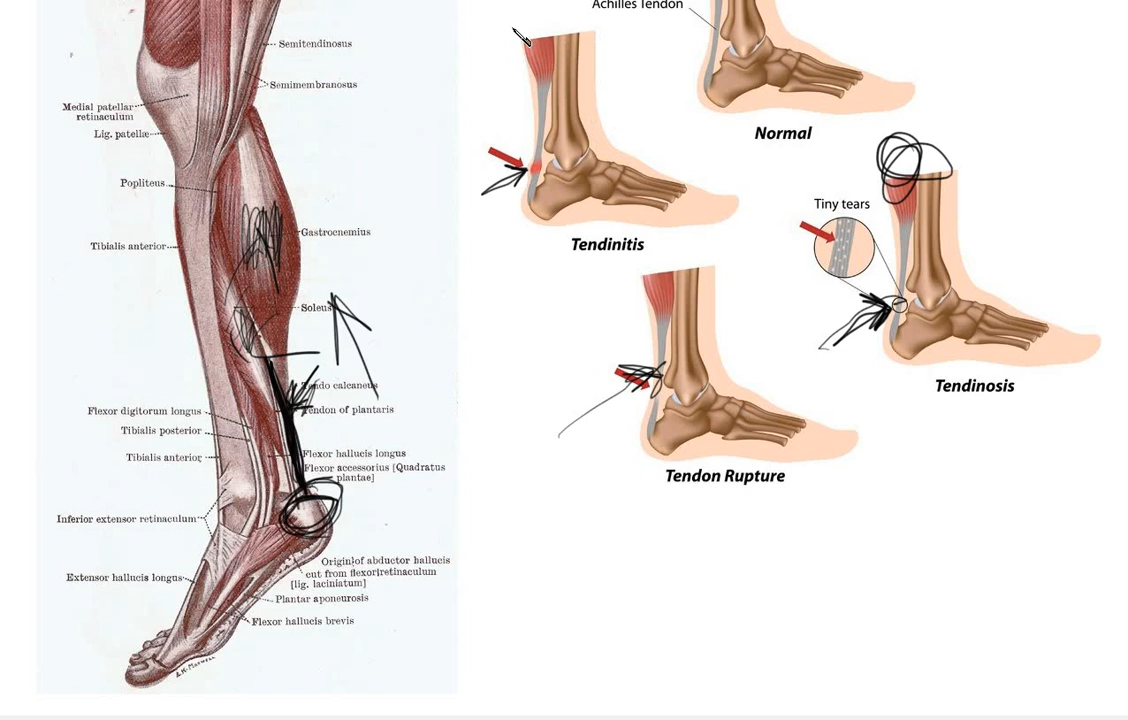 Semitendinosus
Semimembranosus
Medial patellar
retinaculum
Lig. patellæ
Popliteus
Tibialis anterior
Gastrocnemius
Soleus
Tendo calcaneus
Tendon of plantaris
Flexor digitorum longus
Tibialis posterior
Tibialis anterior
Flexor hallucis longus
Flexor accessorius [Quadratus
plantae]
Inferior extensor retinaculum
Origin of abductor hallucis
cut from flexor retinaculum
[lig. laciniatum]
Extensor hallucis longus
Plantar aponeurosis
Flexor hallucis brevis
A.K. Maxwell
Achilles Tendon
Normal
Tendinitis
Tiny tears
Tendinosis
Tendon Rupture